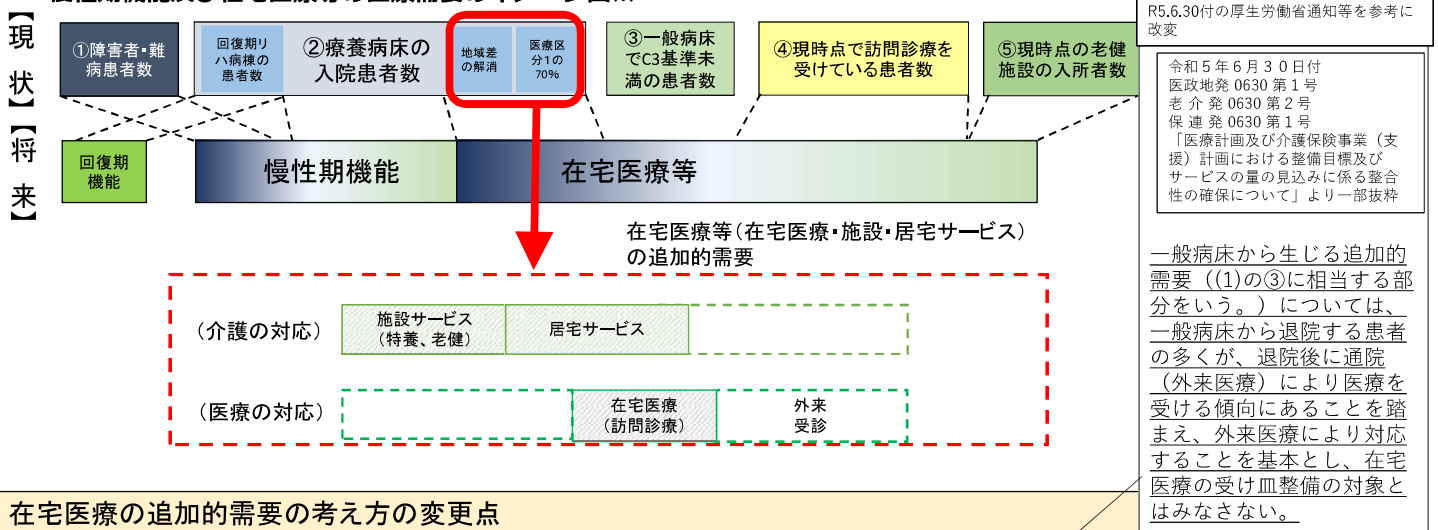 R5.6.30付の厚生労働省通知等を参考に
改変
【現状】
①障害者・難
病患者数
回復期リ
ハ病棟の
患者数
②療養病床の
入院患者数
地域差
の解消
医療区
分1の
70%
③一般病床
でC3基準未
満の患者数
④現時点で訪問診療を
受けている患者数
⑤現時点の老健
施設の入所者数
【将来】
回復期
機能
慢性期機能
在宅医療等
在宅医療等(在宅医療・施設・居宅サービス)
の追加的需要
(介護の対応)
施設サービス
(特養、老健)
居宅サービス
(医療の対応)
在宅医療
(訪問診療)
外来
受診
令和5年6月30日付
医政地発 0630 第1号
老 介 発 0630 第2号
保 連 発 0630 第1号
「医療計画及び介護保険事業(支
援)計画における整備目標及び
サービスの量の見込みに係る整合
性の確保について」より一部抜粋
一般病床から生じる追加的
需要((1)の③に相当する部
分をいう。)については、
一般病床から退院する患者
の多くが、退院後に通院
(外来医療)により医療を
受ける傾向にあることを踏
まえ、外来医療により対応
することを基本とし、在宅
医療の受け皿整備の対象と
はみなさない。
在宅医療の追加的需要の考え方の変更点